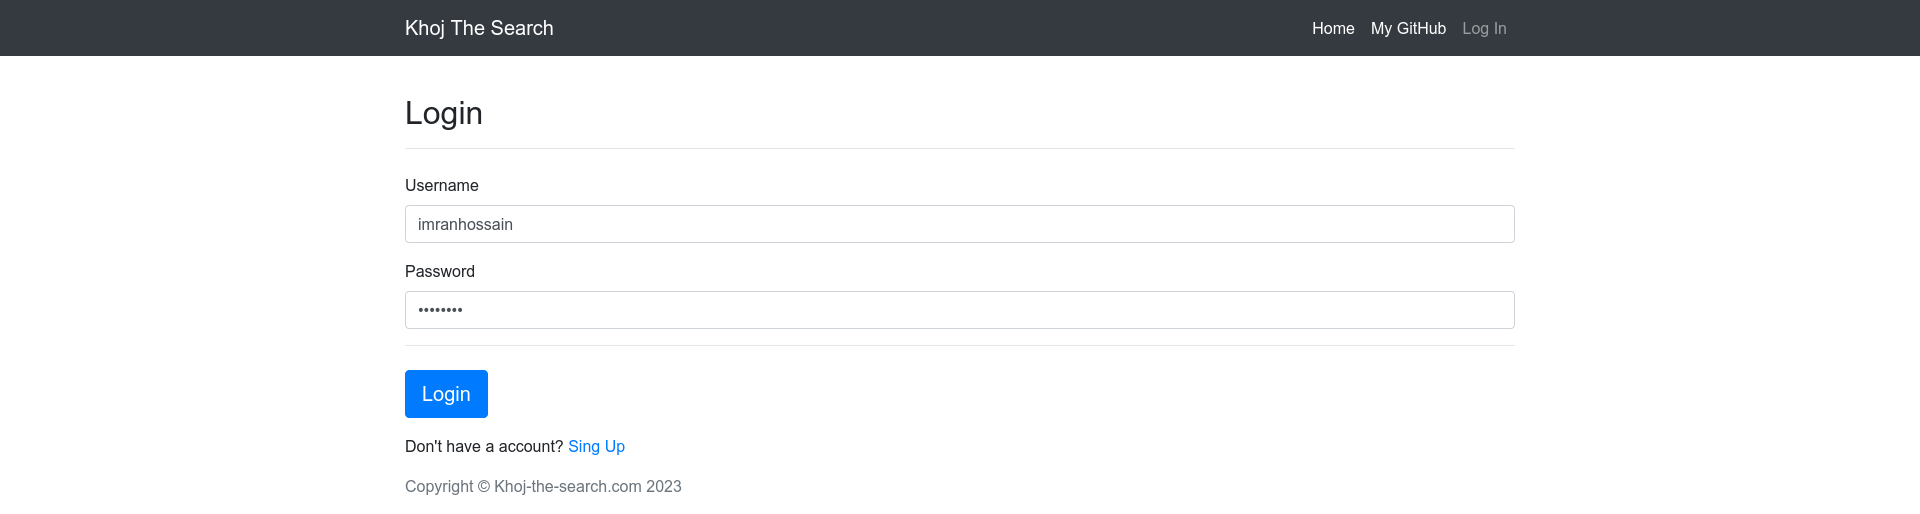 Khoj The Search Home My GitHub Log In
Login
Username
imranhossain
Password
••••••••
Login
Don't have a account? Sing Up
Copyright © Khoj-the-search.com 2023